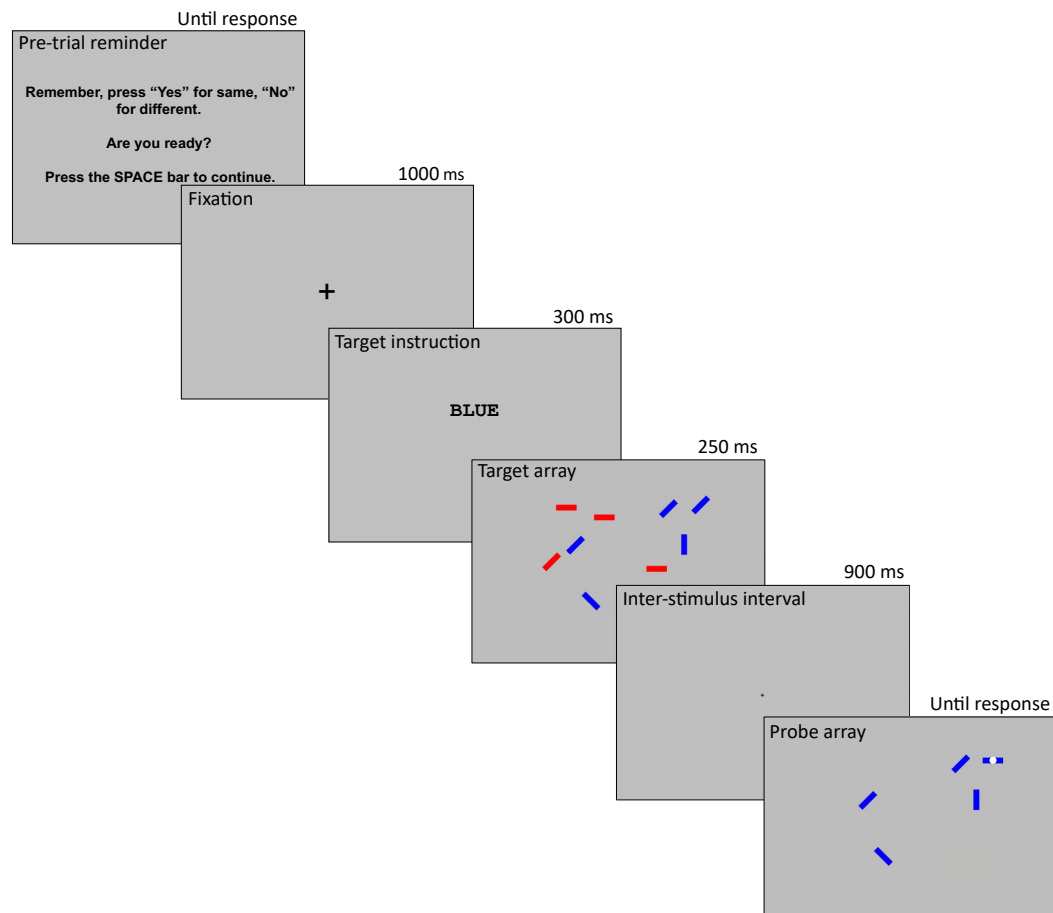 Until response
Pre-trial reminder
Remember, press “Yes” for same, “No”
for different.
Are you ready?
Press the SPACE bar to continue.
1000 ms
Fixation
300 ms
Target instruction
BLUE
250 ms
Target array
900 ms
Inter-stimulus interval
Until response
Probe array